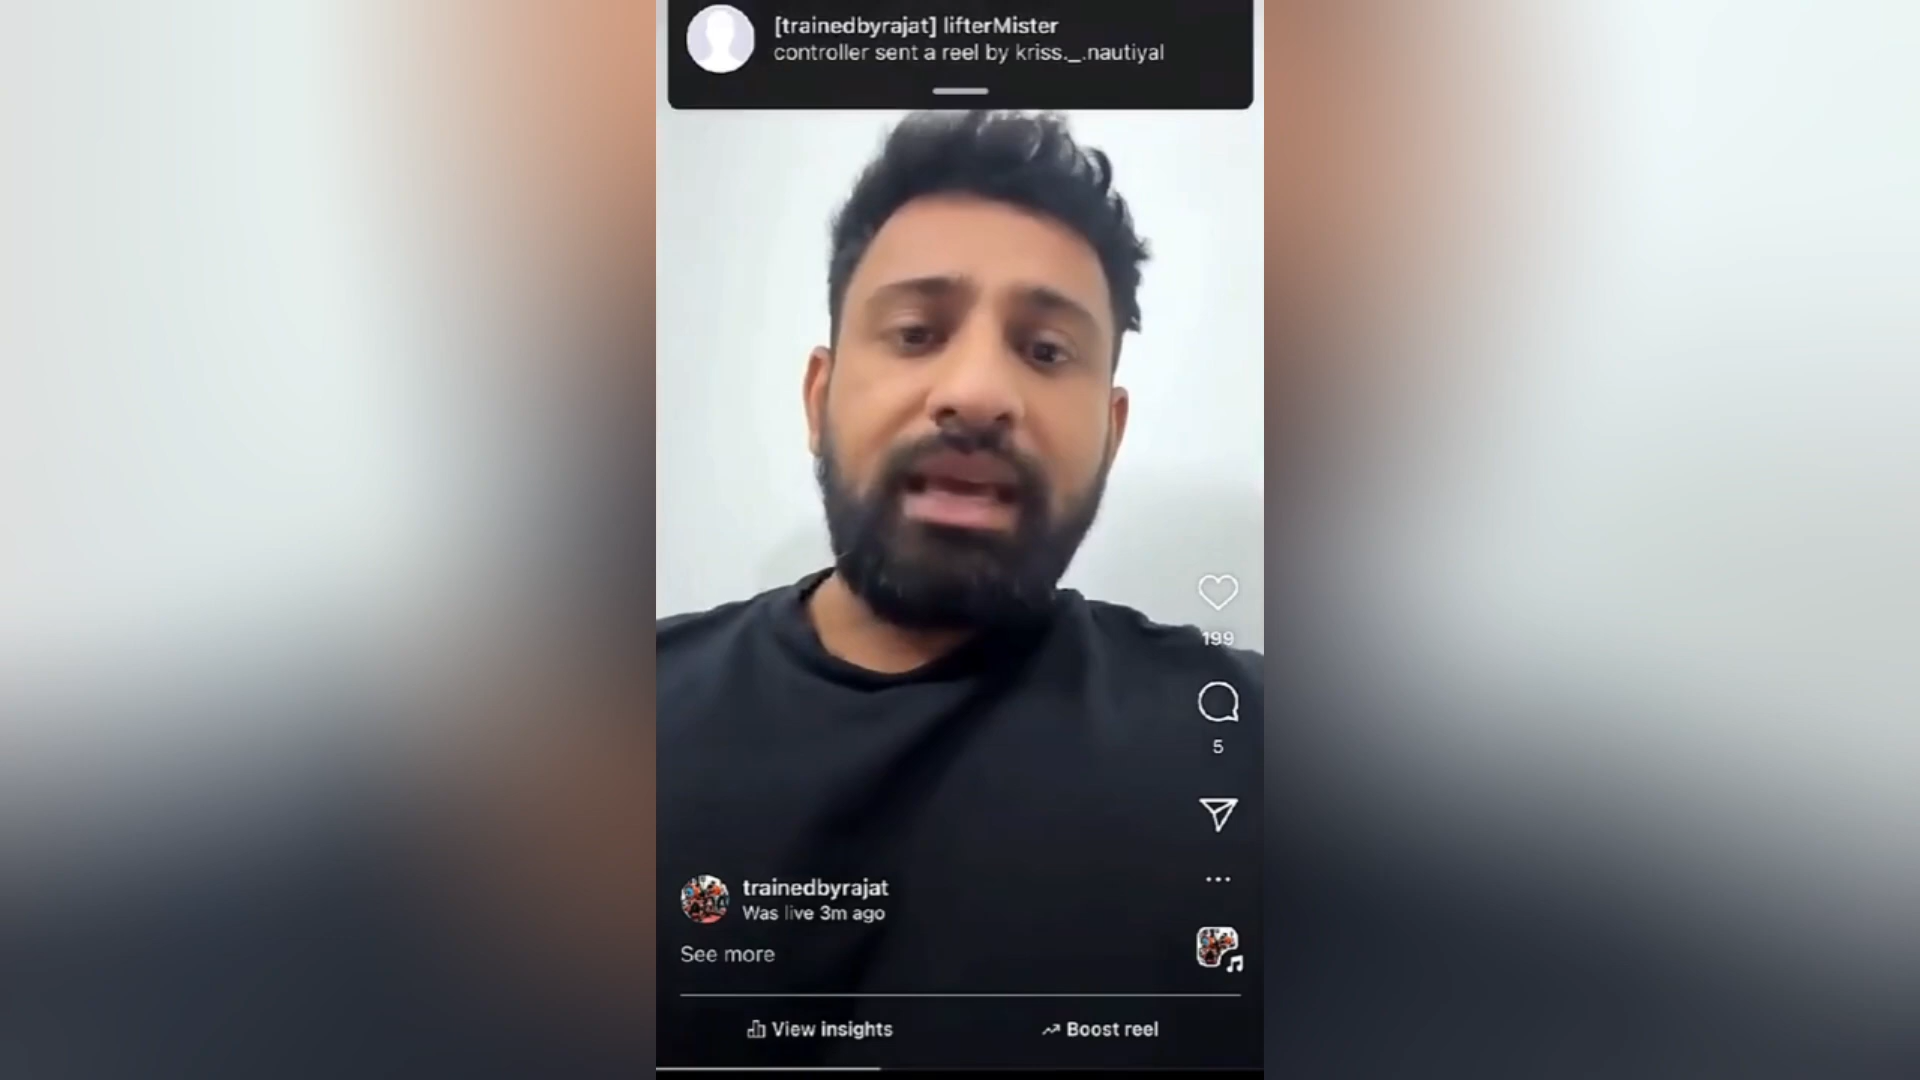 [trainedbyrajat] lifterMister
controller sent a reel by kriss._.nautiyal
199
5
trainedbyrajat
Was live 3m ago
See more
View insights
Boost reel